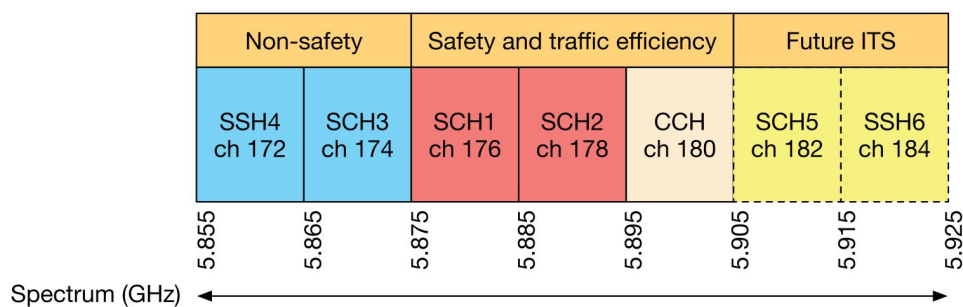 Non-safety
Safety and traffic efficiency
Future ITS
SSH4
ch 172
SCH3
ch 174
SCH1
ch 176
SCH2
ch 178
CCH
ch 180
SCH5
ch 182
SSH6
ch 184
5.855
5.865
5.875
5.885
5.895
5.905
5.915
5.925
Spectrum (GHz)